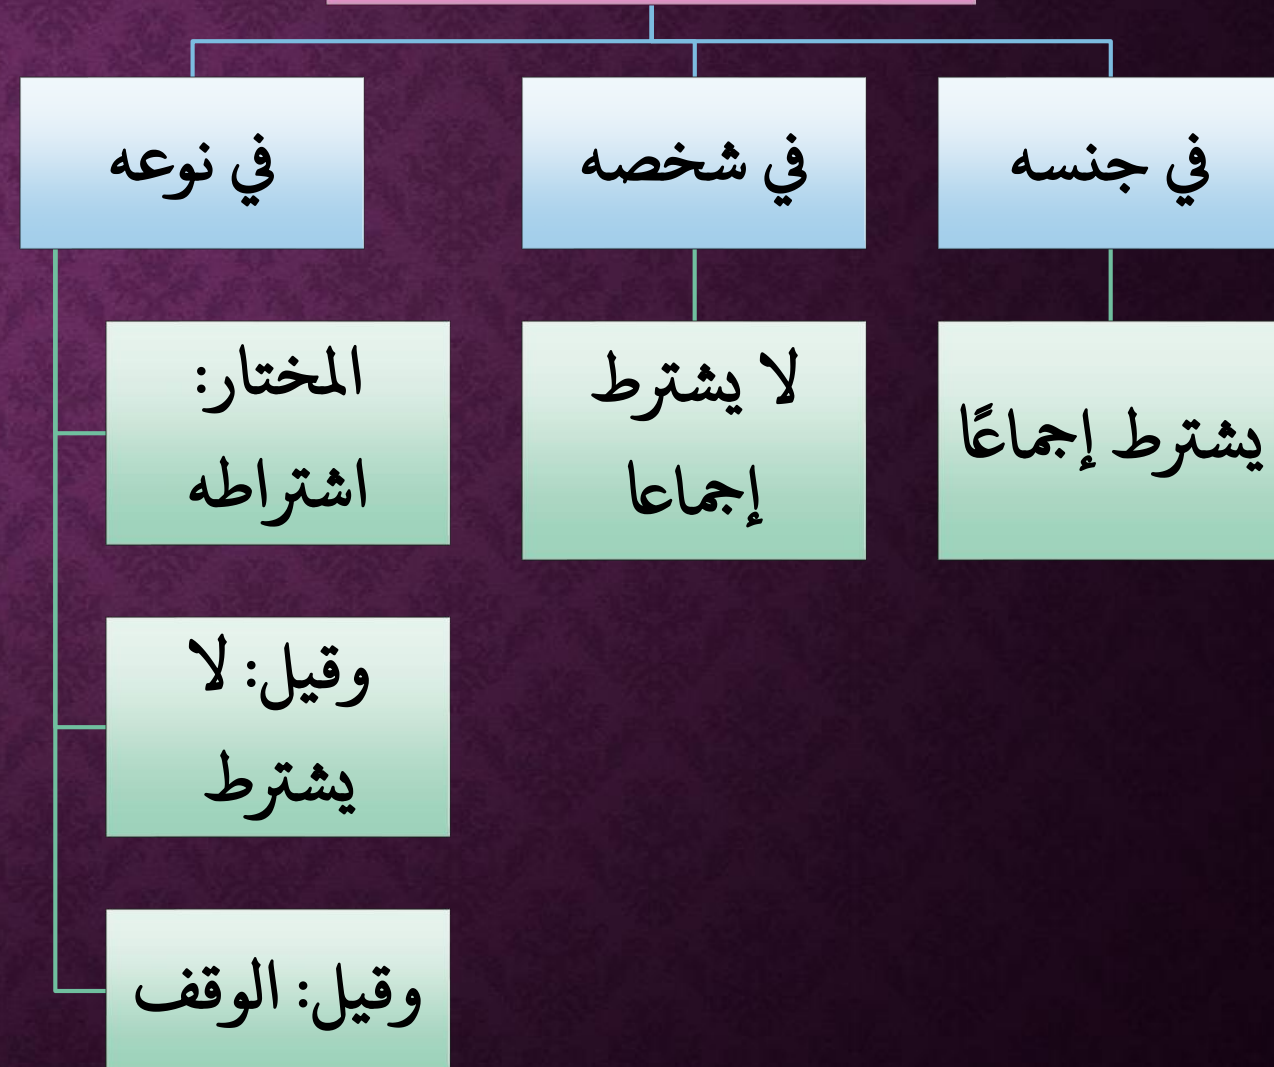 في جنسه
في شخصه
في نوعه
يشترط إجماعًا
لا يشترط
إجماعا
المختار:
اشتراطه
وقيل: لا
يشترط
وقيل: الوقف